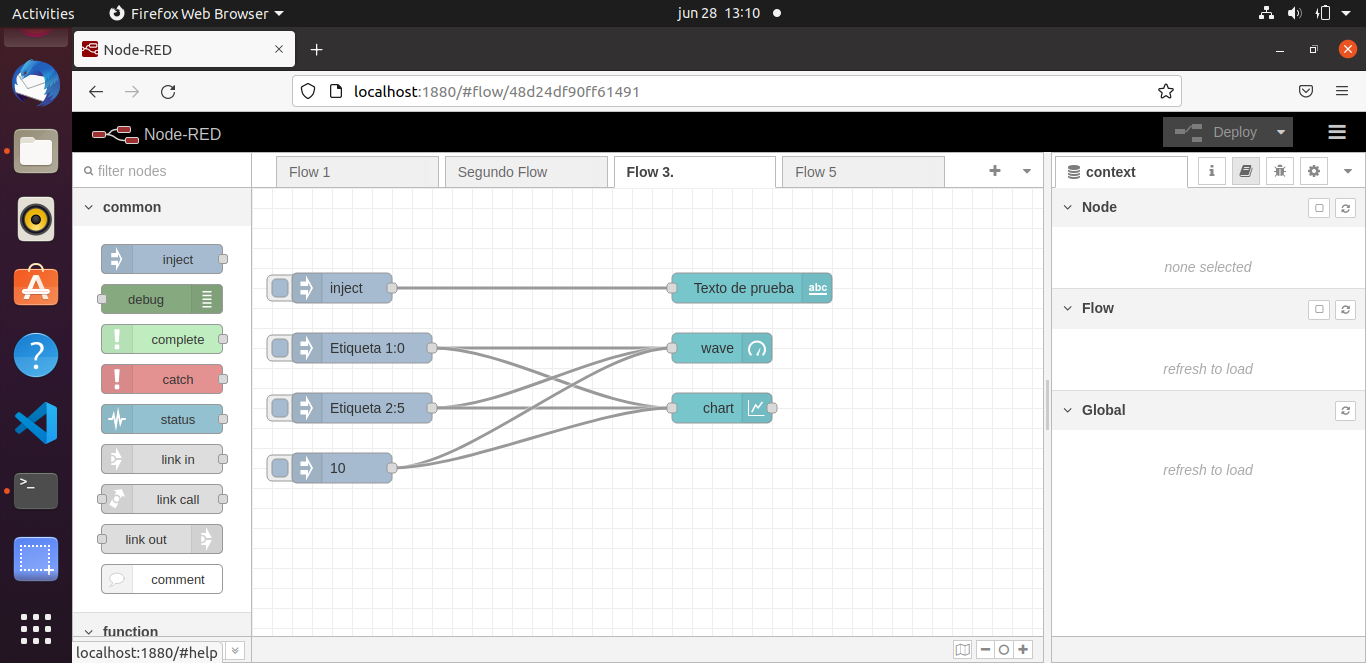 Activities
Firefox Web Browser
jun 28 13:10
Node-RED
localhost:1880/#flow/48d24df90ff61491
Node-RED
Deploy
filter nodes
Flow 1
Segundo Flow
Flow 3.
Flow 5
context
common
inject
debug
complete
catch
status
link in
link call
link out
comment
function
inject
Texto de prueba
abc
Etiqueta 1:0
wave
Etiqueta 2:5
chart
10
Node
none selected
Flow
refresh to load
Global
refresh to load
localhost:1880/#help